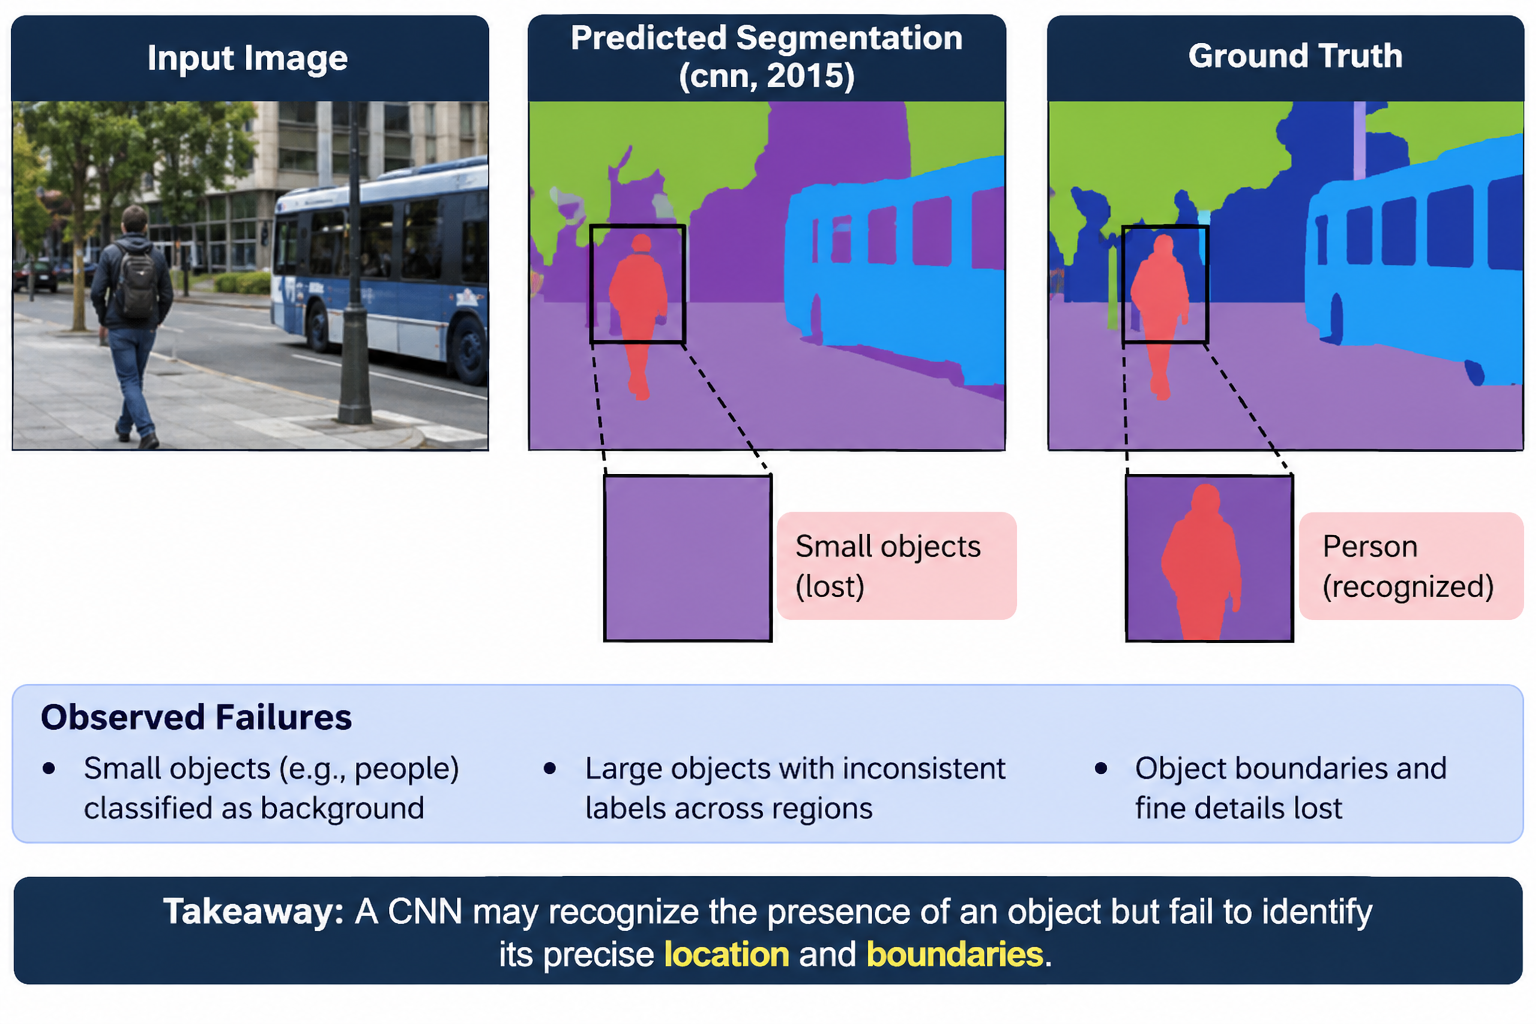 Input Image
Predicted Segmentation
(cnn, 2015)
Ground Truth
Small objects
(lost)
Person
(recognized)
Observed Failures
• Small objects (e.g., people)
classified as background
• Large objects with inconsistent
labels across regions
• Object boundaries and
fine details lost
Takeaway: A CNN may recognize the presence of an object but fail to identify
its precise location and boundaries.